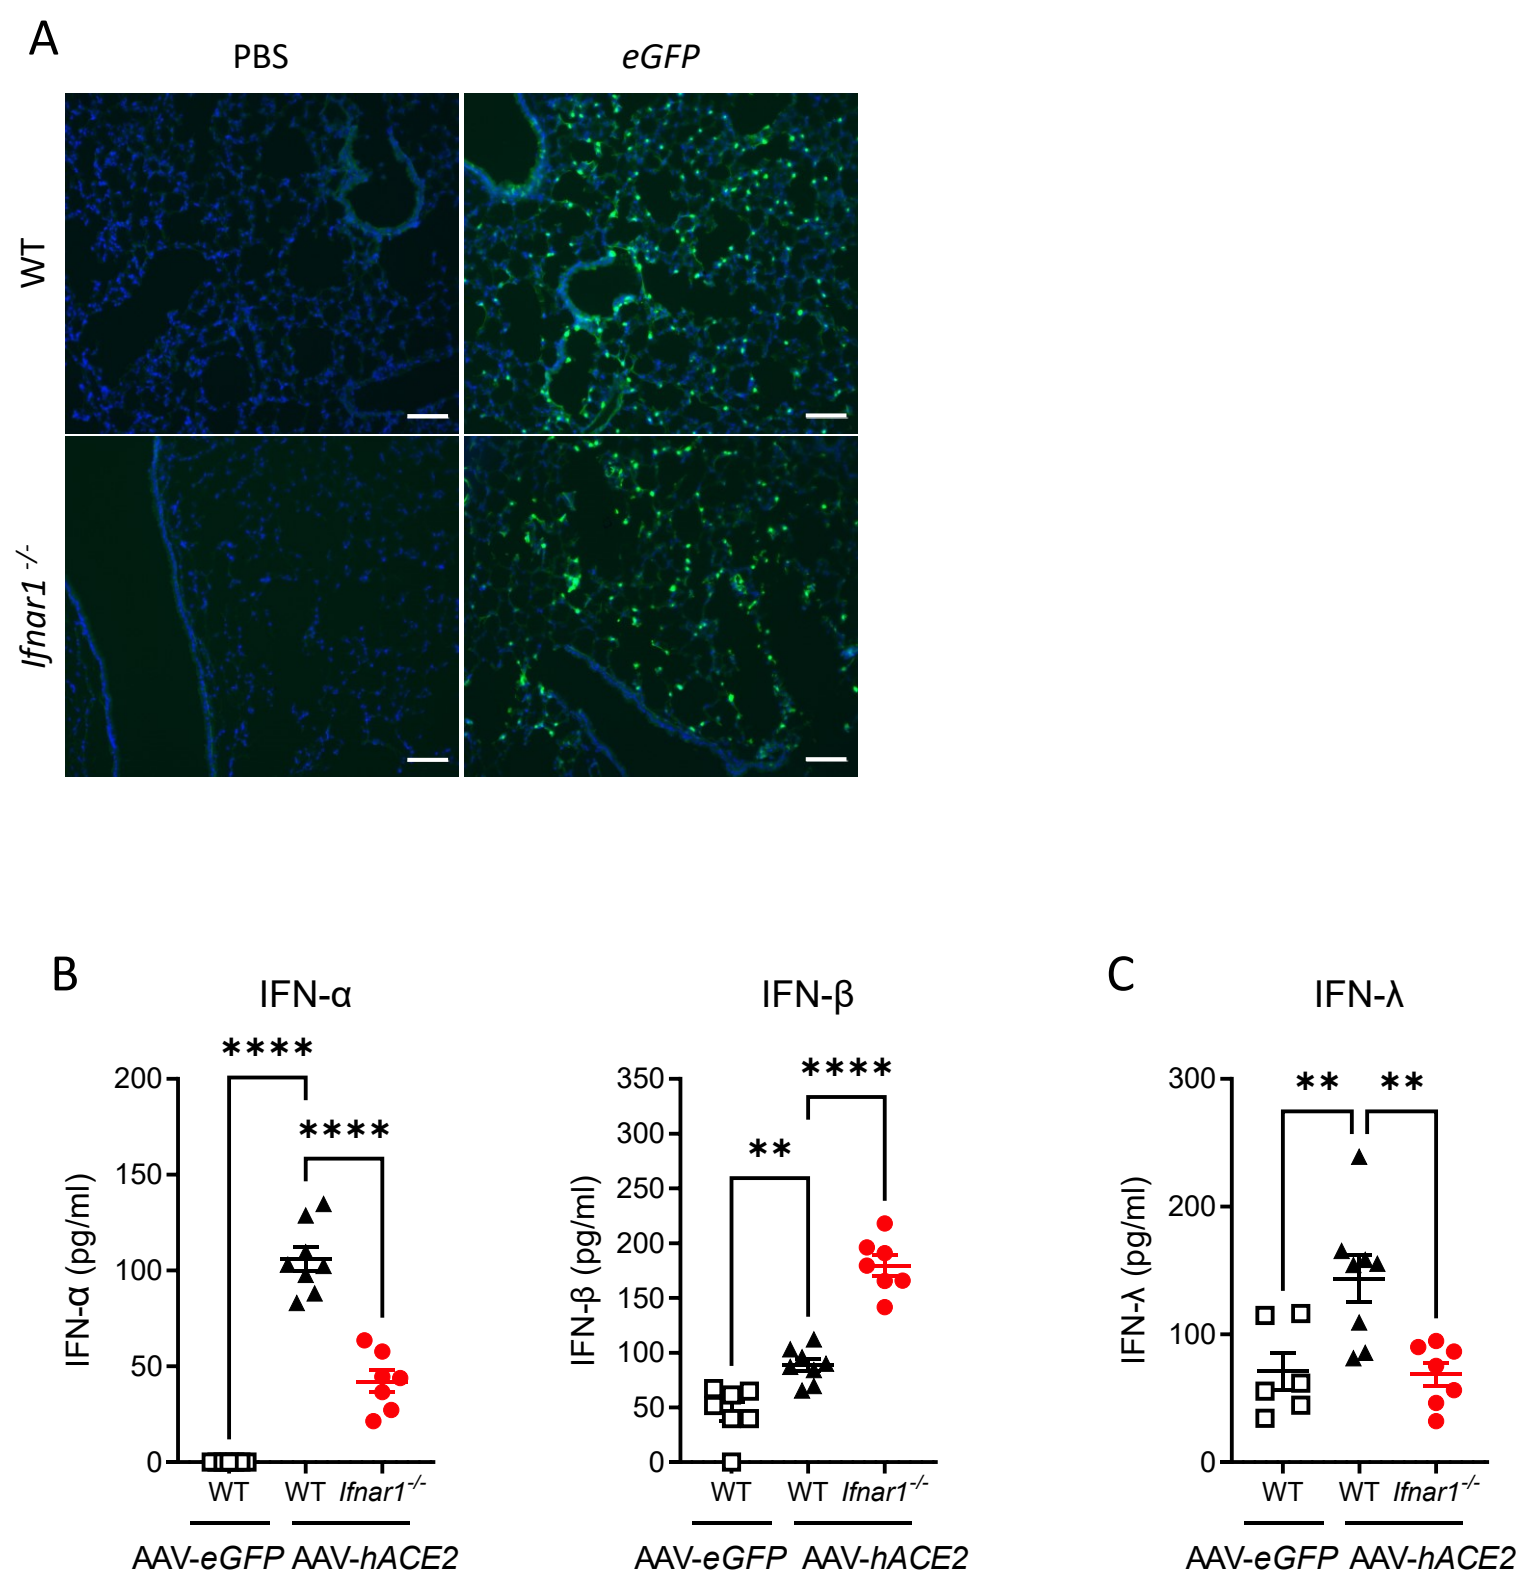 A
PBS eGFP
WT
Ifnar1 -/-
B
IFN-α
****
****
200
150
100
50
0
IFN-α (pg/ml)
WT WT Ifnar1-/-
AAV-eGFP AAV-hACE2
IFN-β
****
**
350
300
250
200
150
100
50
0
IFN-β (pg/ml)
WT WT Ifnar1-/-
AAV-eGFP AAV-hACE2
C
IFN-λ
** **
300
200
100
0
IFN-λ (pg/ml)
WT WT Ifnar1-/-
AAV-eGFP AAV-hACE2